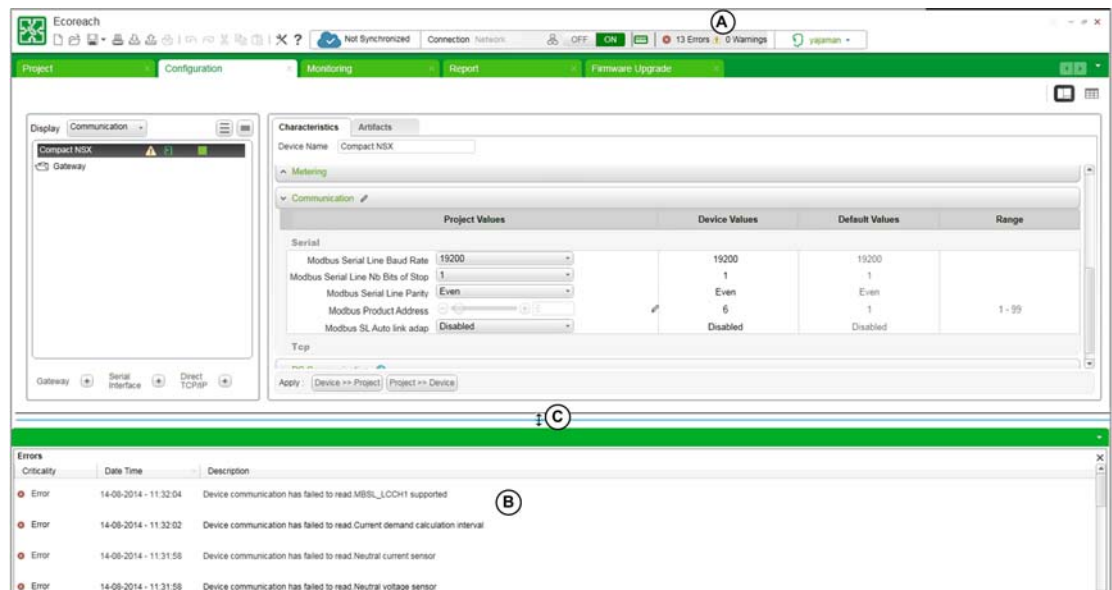 Ecoreach
A
Not Synchronized Connection Network OFF ON 13 Errors 0 Warnings yajaman
Project Configuration Monitoring Report Firmware Upgrade
Display Communication
Compact NSX
Gateway
Gateway Serial Interface Direct TCP/IP
Characteristics Artifacts
Device Name Compact NSX
Metering
Communication
Project Values Device Values Default Values Range
Serial
Modbus Serial Line Baud Rate 19200 19200 19200
Modbus Serial Line Nb Bits of Stop 1 1 1
Modbus Serial Line Parity Even Even Even
Modbus Product Address 6 1 1 - 99
Modbus SL Auto link adap Disabled Disabled Disabled
Tcp
Apply : Device >> Project Project >> Device
C
Errors
Criticality Date Time Description
Error 14-08-2014 - 11:32:04 Device communication has failed to read.MBSL_LCCH1 supported
B
Error 14-08-2014 - 11:32:02 Device communication has failed to read.Current demand calculation interval
Error 14-08-2014 - 11:31:58 Device communication has failed to read.Neutral current sensor
Error 14-08-2014 - 11:31:58 Device communication has failed to read.Neutral voltage sensor